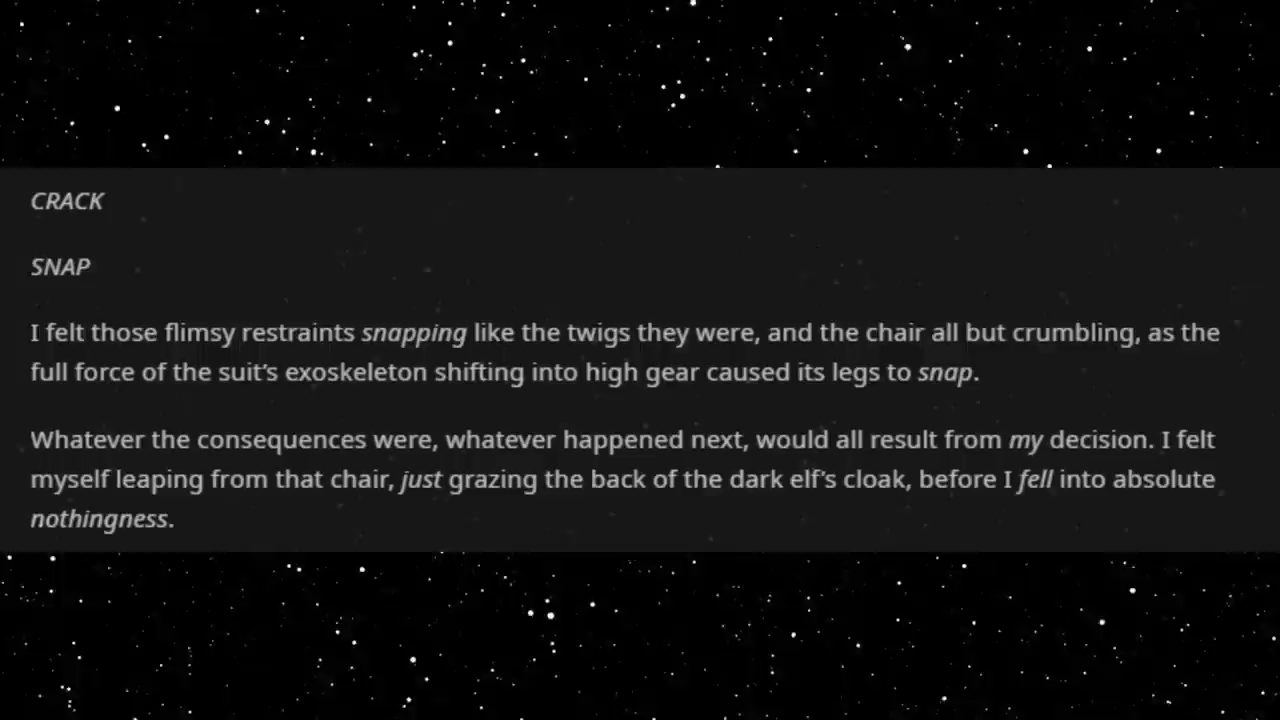 CRACK
SNAP
I felt those flimsy restraints snapping like the twigs they were, and the chair all but crumbling, as the
full force of the suit’s exoskeleton shifting into high gear caused its legs to snap.
Whatever the consequences were, whatever happened next, would all result from my decision. I felt
myself leaping from that chair, just grazing the back of the dark elf’s cloak, before I fell into absolute
nothingness.